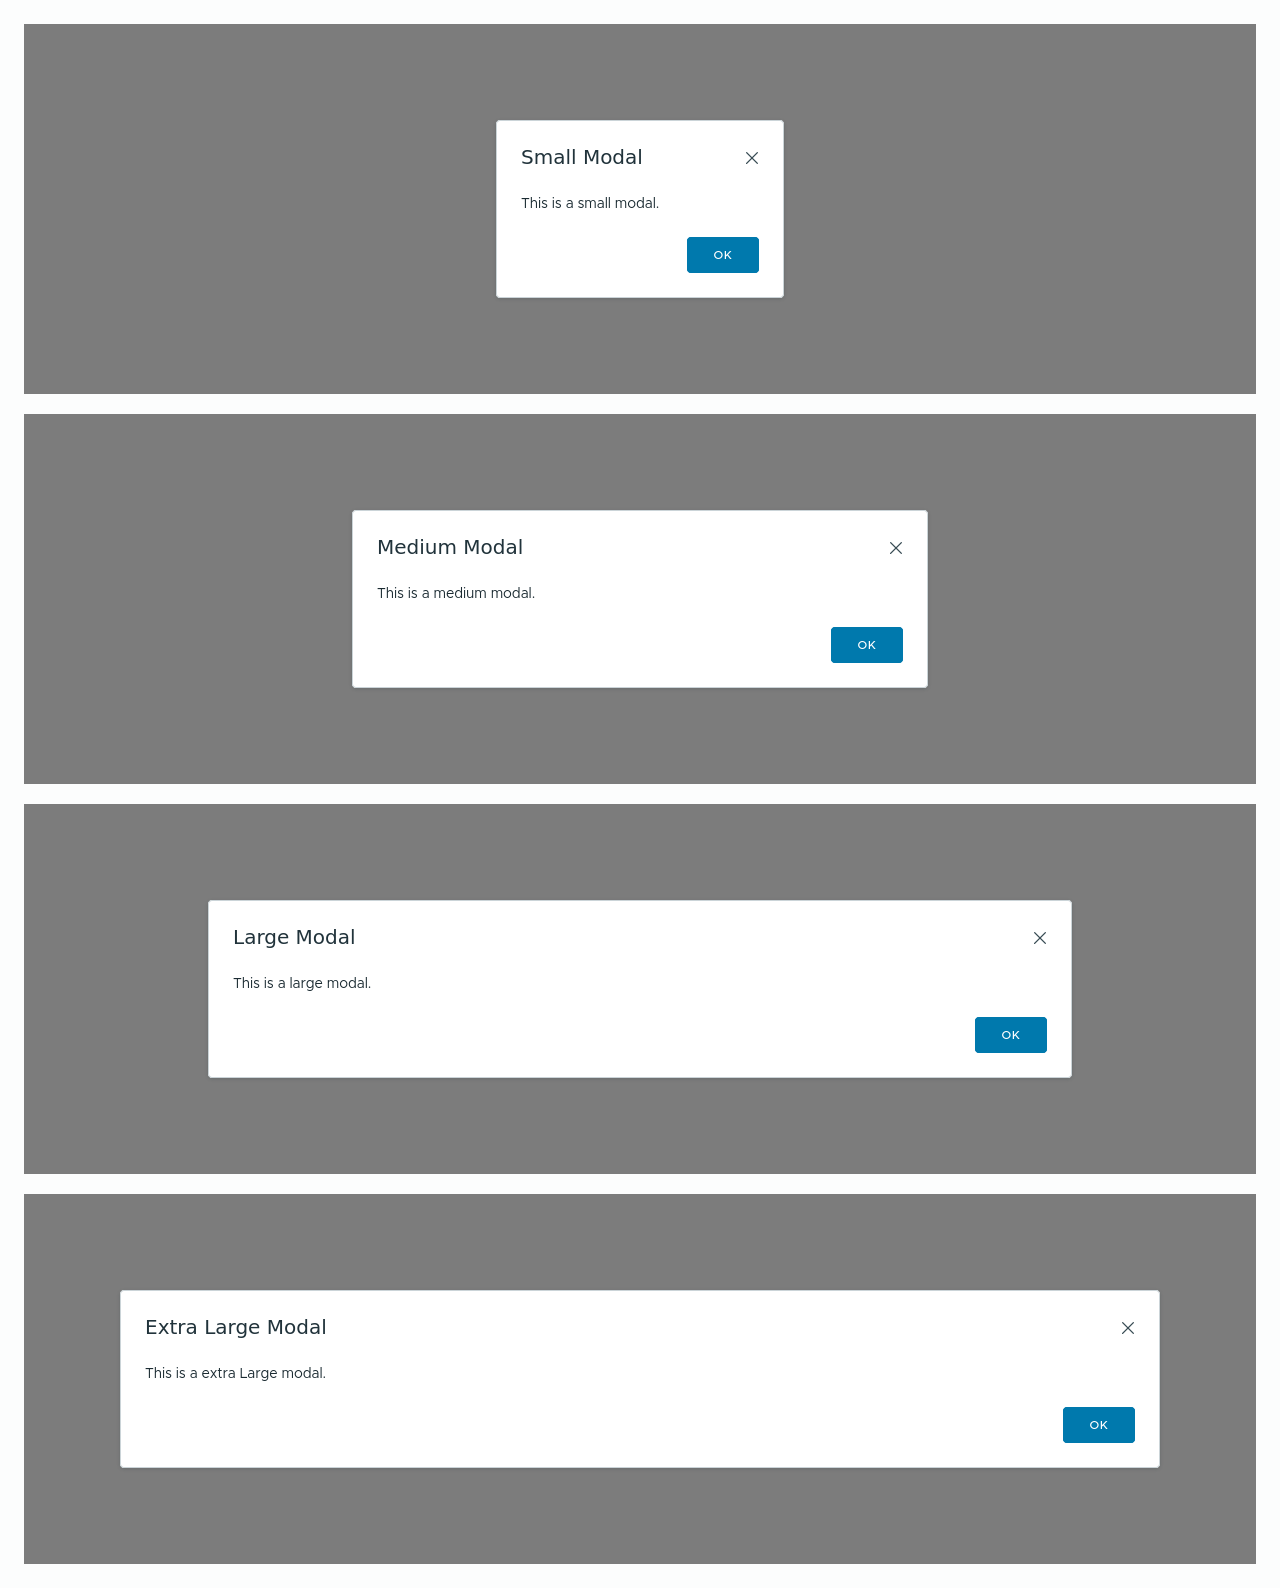 Small Modal
This is a small modal.
OK
Medium Modal
This is a medium modal.
OK
Large Modal
This is a large modal.
OK
Extra Large Modal
This is a extra Large modal.
OK